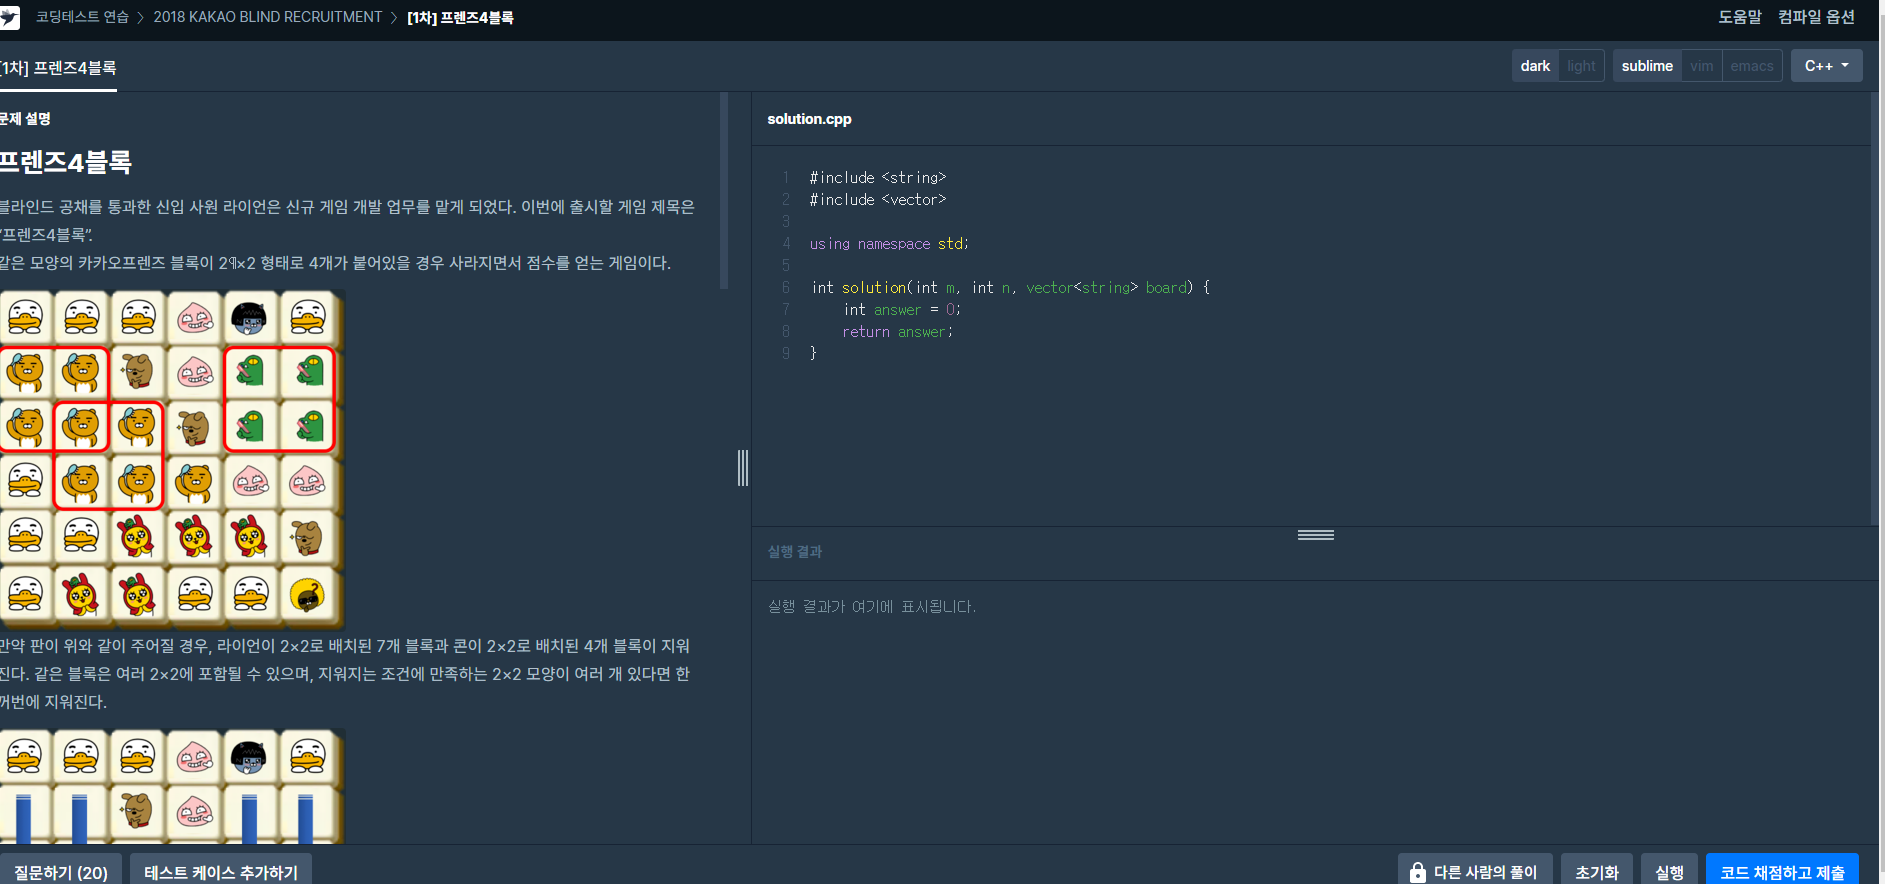 코딩테스트 연습 > 2018 KAKAO BLIND RECRUITMENT > [1차] 프렌즈4블록
도움말 컴파일 옵션
[1차] 프렌즈4블록
dark light sublime vim emacs C++
문제 설명
프렌즈4블록
블라인드 공채를 통과한 신입 사원 라이언은 신규 게임 개발 업무를 맡게 되었다. 이번에 출시할 게임 제목은
"프렌즈4블록".
같은 모양의 카카오프렌즈 블록이 2¶×2 형태로 4개가 붙어있을 경우 사라지면서 점수를 얻는 게임이다.
만약 판이 위와 같이 주어질 경우, 라이언이 2×2로 배치된 7개 블록과 콘이 2×2로 배치된 4개 블록이 지워
진다. 같은 블록은 여러 2×2에 포함될 수 있으며, 지워지는 조건에 만족하는 2×2 모양이 여러 개 있다면 한
꺼번에 지워진다.
solution.cpp
1 #include <string>
2 #include <vector>
3
4 using namespace std;
5
6 int solution(int m, int n, vector<string> board) {
7     int answer = 0;
8     return answer;
9 }
실행 결과
실행 결과가 여기에 표시됩니다.
질문하기 (20) 테스트 케이스 추가하기
다른 사람의 풀이 초기화 실행 코드 채점하고 제출